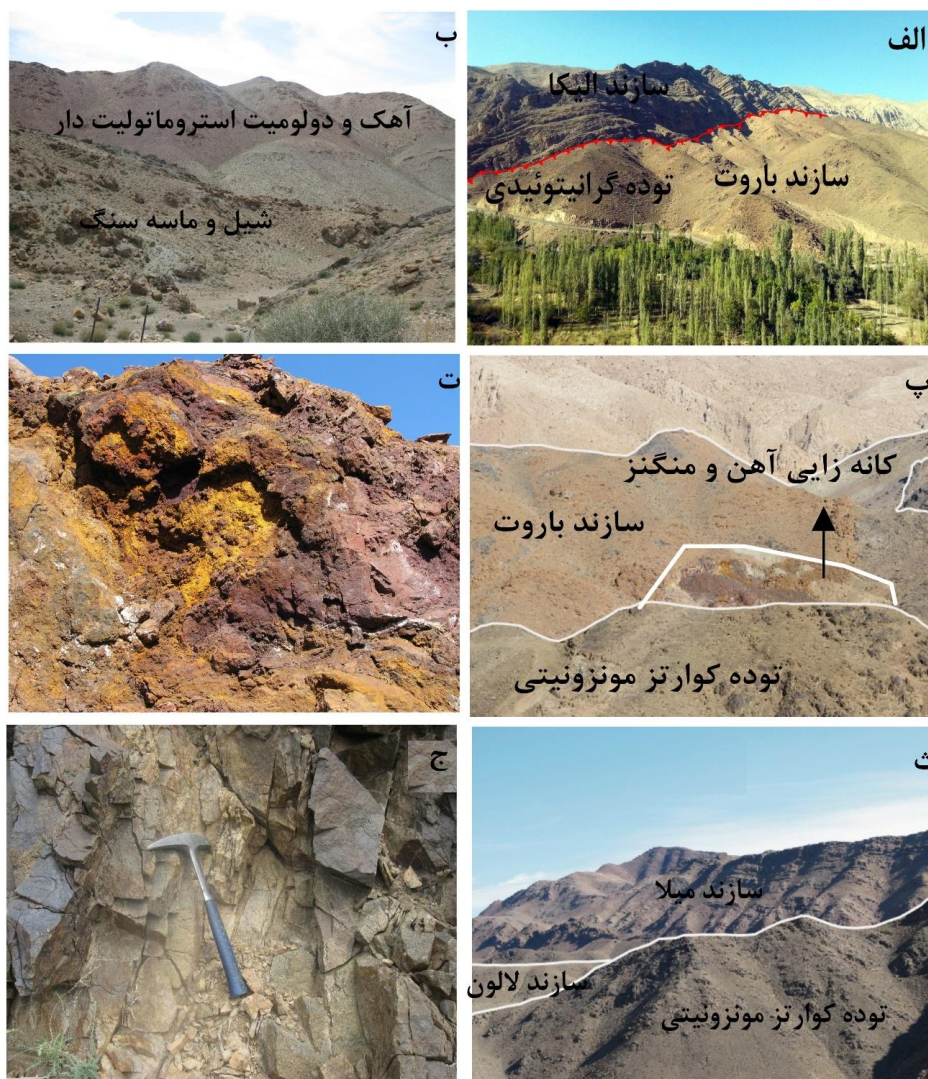 الف
سازند الیکا
سازند باروت
توده گرانیتوئیدی
ب
آهک و دولومیت استروماتولیت دار
شیل و ماسه سنگ
پ
کانه زایی آهن و منگنز
سازند باروت
توده کوارتز مونزونیتی
ت
ث
سازند میلا
سازند لالون
توده کوارتز مونزونیتی
ج